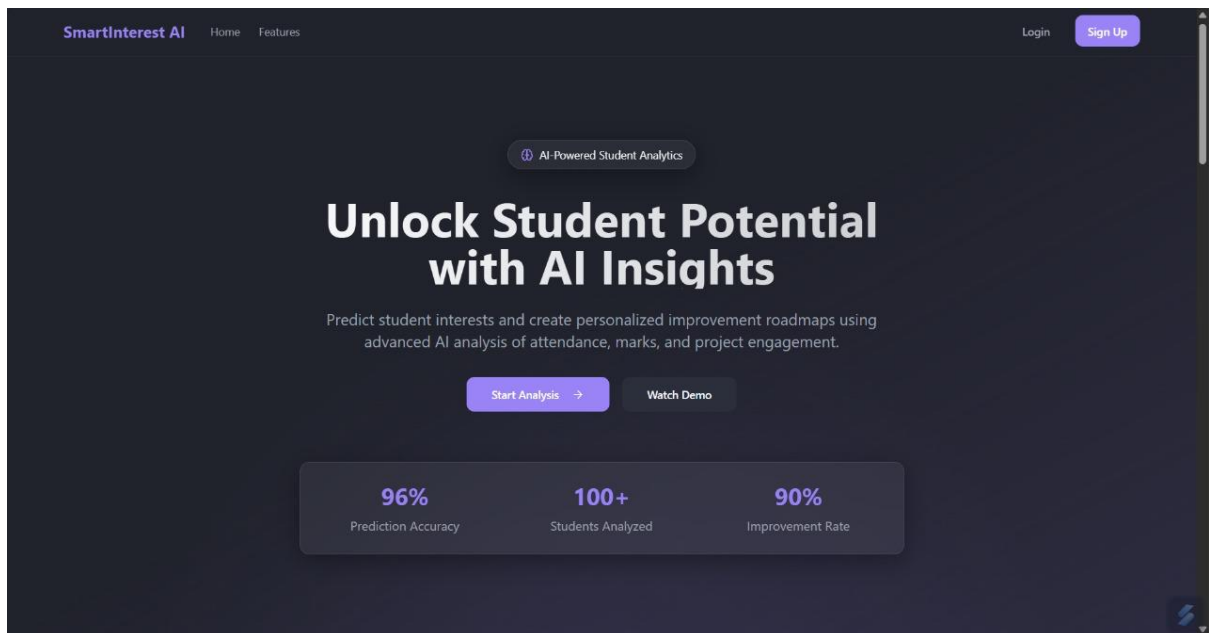 SmartInterest AI
Home
Features
Login
Sign Up
AI-Powered Student Analytics
Unlock Student Potential
with AI Insights
Predict student interests and create personalized improvement roadmaps using
advanced AI analysis of attendance, marks, and project engagement.
Start Analysis →
Watch Demo
96%
Prediction Accuracy
100+
Students Analyzed
90%
Improvement Rate